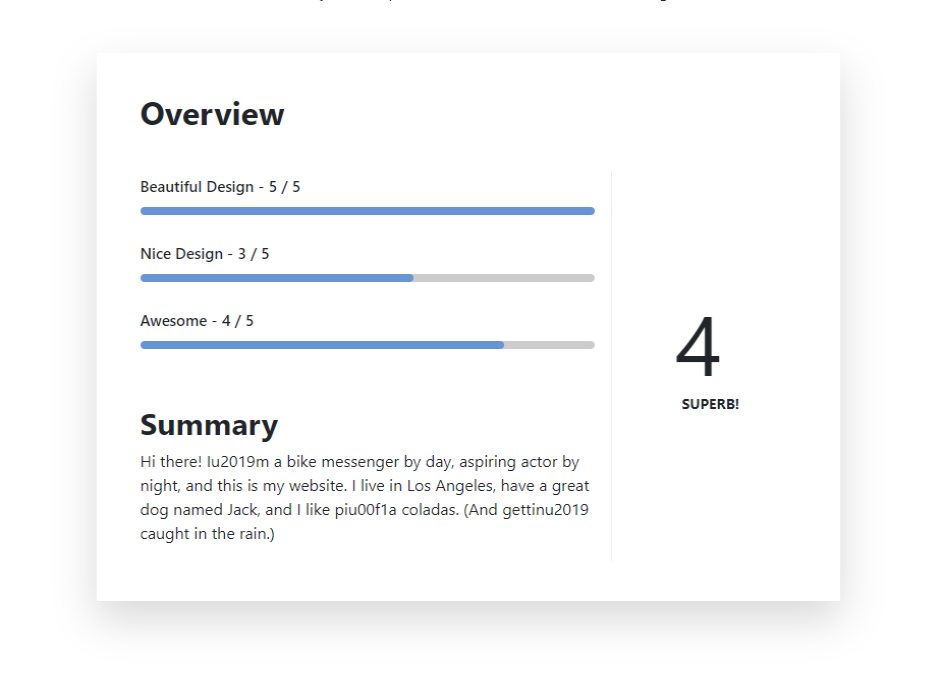 Overview
Beautiful Design - 5 / 5
Nice Design - 3 / 5
Awesome - 4 / 5
4
SUPERB!
Summary
Hi there! Iu2019m a bike messenger by day, aspiring actor by
night, and this is my website. I live in Los Angeles, have a great
dog named Jack, and I like piu00f1a coladas. (And gettinu2019
caught in the rain.)